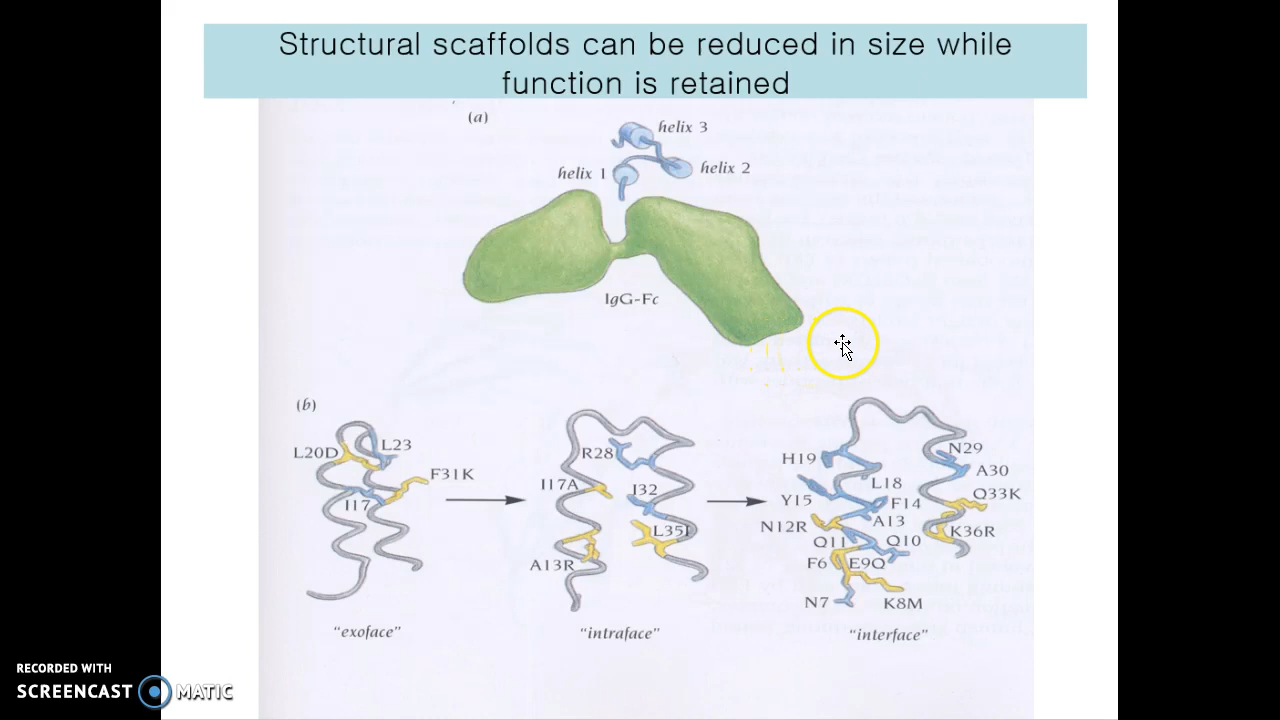 Structural scaffolds can be reduced in size while
function is retained
(a)
helix 3
helix 2
helix 1
IgG-Fc
(b)
L20D
L23
F31K
I17
R28
I17A
I32
L35I
A13R
H19
N29
A30
L18
Y15
F14
Q33K
N12R
A13
K36R
Q11
Q10
F6
E9Q
N7
K8M
"exoface"
"intraface"
"interface"
RECORDED WITH
SCREENCAST MATIC